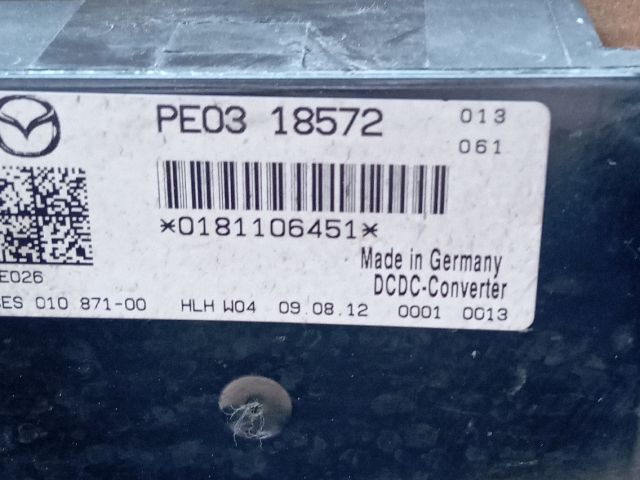 PE03 18572 013
061
*0181106451*
Made in Germany
DCDC-Converter
E026
ES 010 871-00 HLH W04 09.08.12 0001 0013